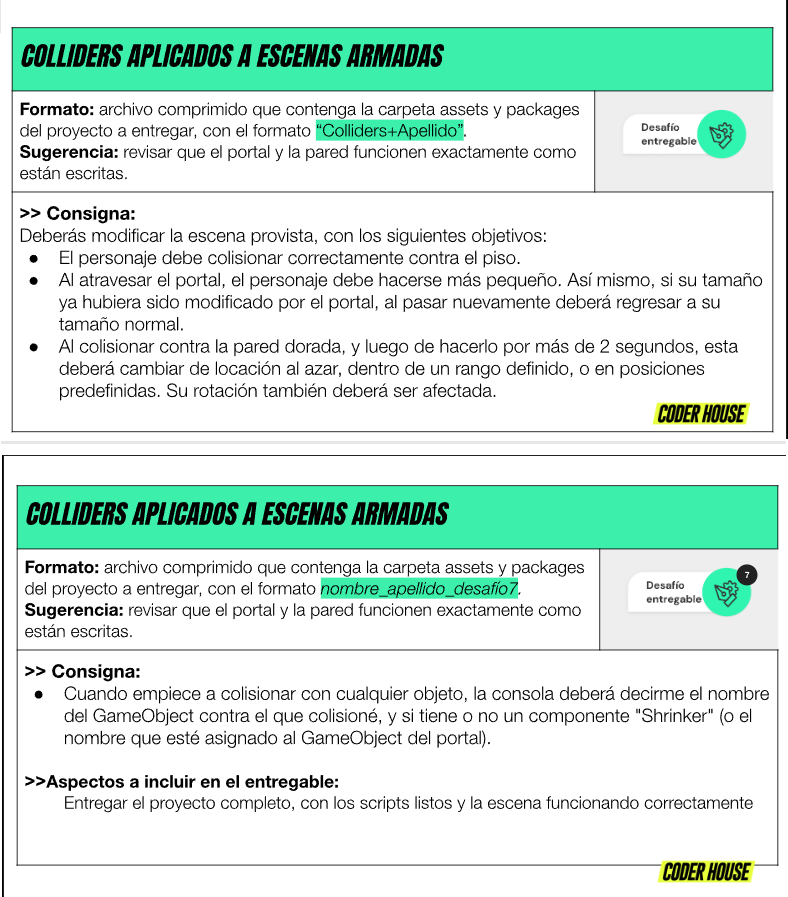 COLLIDERS APLICADOS A ESCENAS ARMADAS
Formato: archivo comprimido que contenga la carpeta assets y packages
del proyecto a entregar, con el formato “Colliders+Apellido”.
Sugerencia: revisar que el portal y la pared funcionen exactamente como
están escritas.
Desafío
entregable
>> Consigna:
Deberás modificar la escena provista, con los siguientes objetivos:
● El personaje debe colisionar correctamente contra el piso.
● Al atravesar el portal, el personaje debe hacerse más pequeño. Así mismo, si su tamaño
ya hubiera sido modificado por el portal, al pasar nuevamente deberá regresar a su
tamaño normal.
● Al colisionar contra la pared dorada, y luego de hacerlo por más de 2 segundos, esta
deberá cambiar de locación al azar, dentro de un rango definido, o en posiciones
predefinidas. Su rotación también deberá ser afectada.
CODER HOUSE
COLLIDERS APLICADOS A ESCENAS ARMADAS
Formato: archivo comprimido que contenga la carpeta assets y packages
del proyecto a entregar, con el formato nombre_apellido_desafío7.
Sugerencia: revisar que el portal y la pared funcionen exactamente como
están escritas.
7
Desafío
entregable
>> Consigna:
● Cuando empiece a colisionar con cualquier objeto, la consola deberá decirme el nombre
del GameObject contra el que colisioné, y si tiene o no un componente "Shrinker" (o el
nombre que esté asignado al GameObject del portal).
>>Aspectos a incluir en el entregable:
Entregar el proyecto completo, con los scripts listos y la escena funcionando correctamente
CODER HOUSE